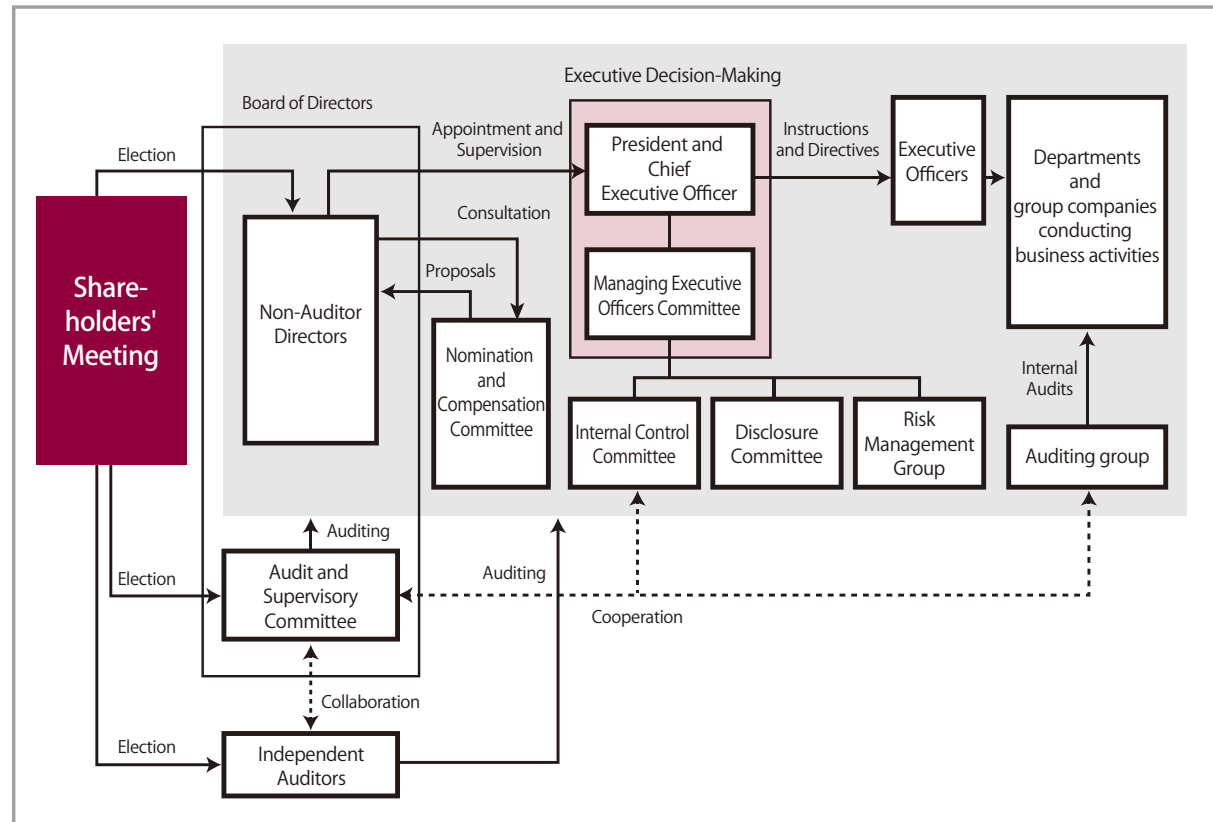 Executive Decision-Making
Board of Directors
Election
Appointment and
Supervision
President and
Chief
Executive Officer
Instructions
and Directives
Executive
Officers
Departments
and
group companies
conducting
business activities
Share-
holders'
Meeting
Consultation
Proposals
Non-Auditor
Directors
Managing Executive
Officers Committee
Nomination
and
Compensation
Committee
Internal
Audits
Internal Control
Committee
Disclosure
Committee
Risk
Management
Group
Auditing group
Auditing
Election
Audit and
Supervisory
Committee
Auditing
Cooperation
Collaboration
Election
Independent
Auditors